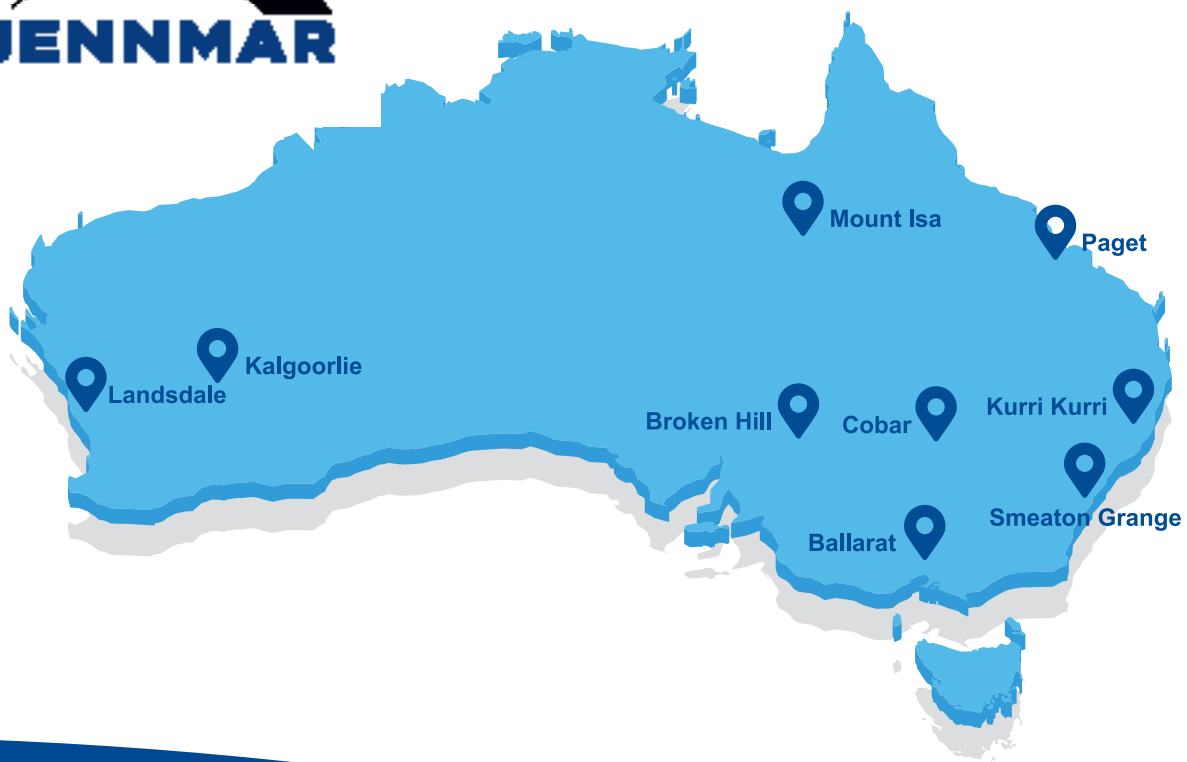 JENNMAR
Mount Isa
Paget
Kalgoorlie
Landsdale
Broken Hill
Cobar
Kurri Kurri
Smeaton Grange
Ballarat